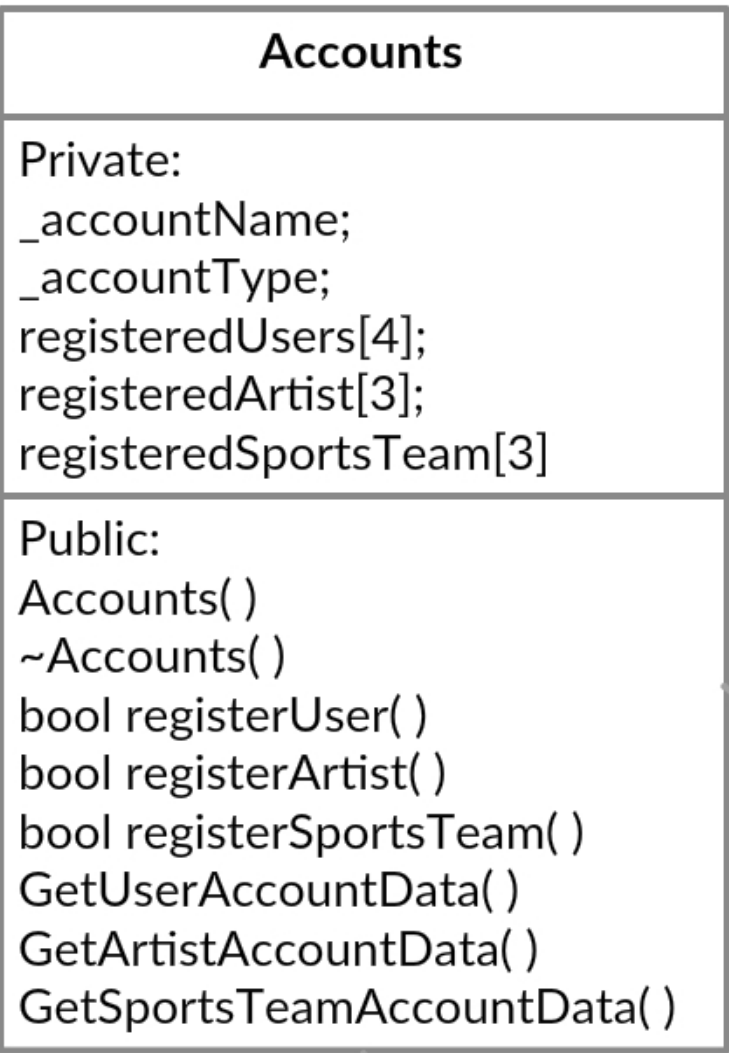 Accounts
Private:
_accountName;
_accountType;
registeredUsers[4];
registeredArtist[3];
registeredSportsTeam[3]
Public:
Accounts( )
~Accounts( )
bool registerUser( )
bool registerArtist( )
bool registerSportsTeam( )
GetUserAccountData( )
GetArtistAccountData( )
GetSportsTeamAccountData( )